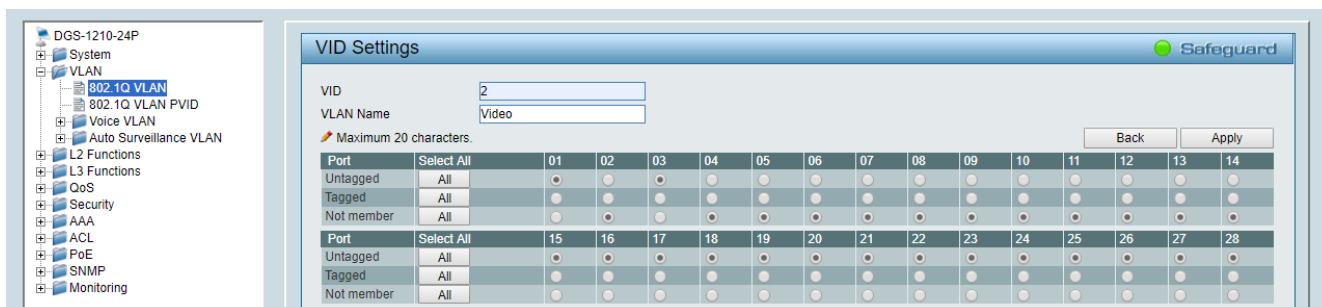 DGS-1210-24P
System
VLAN
802.1Q VLAN
802.1Q VLAN PVID
Voice VLAN
Auto Surveillance VLAN
L2 Functions
L3 Functions
QoS
Security
AAA
ACL
PoE
SNMP
Monitoring
VID Settings Safeguard
VID 2
VLAN Name Video
Maximum 20 characters. Back Apply
Port Select All 01 02 03 04 05 06 07 08 09 10 11 12 13 14
Untagged All
Tagged All
Not member All
Port Select All 15 16 17 18 19 20 21 22 23 24 25 26 27 28
Untagged All
Tagged All
Not member All